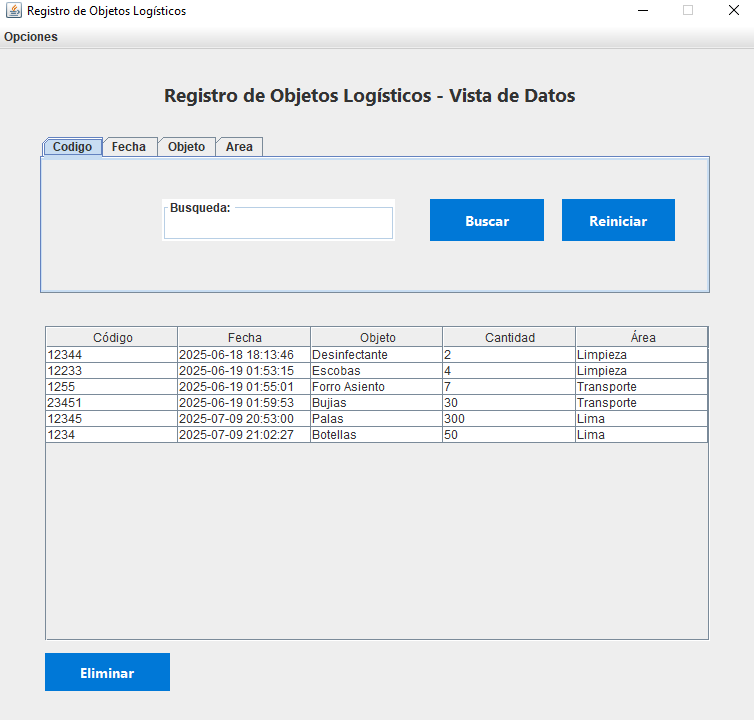 Registro de Objetos Logísticos
Opciones
Registro de Objetos Logísticos - Vista de Datos
Codigo Fecha Objeto Area
Busqueda:
Buscar Reiniciar
Código Fecha Objeto Cantidad Área
12344 2025-06-18 18:13:46 Desinfectante 2 Limpieza
12233 2025-06-19 01:53:15 Escobas 4 Limpieza
1255 2025-06-19 01:55:01 Forro Asiento 7 Transporte
23451 2025-06-19 01:59:53 Bujias 30 Transporte
12345 2025-07-09 20:53:00 Palas 300 Lima
1234 2025-07-09 21:02:27 Botellas 50 Lima
Eliminar